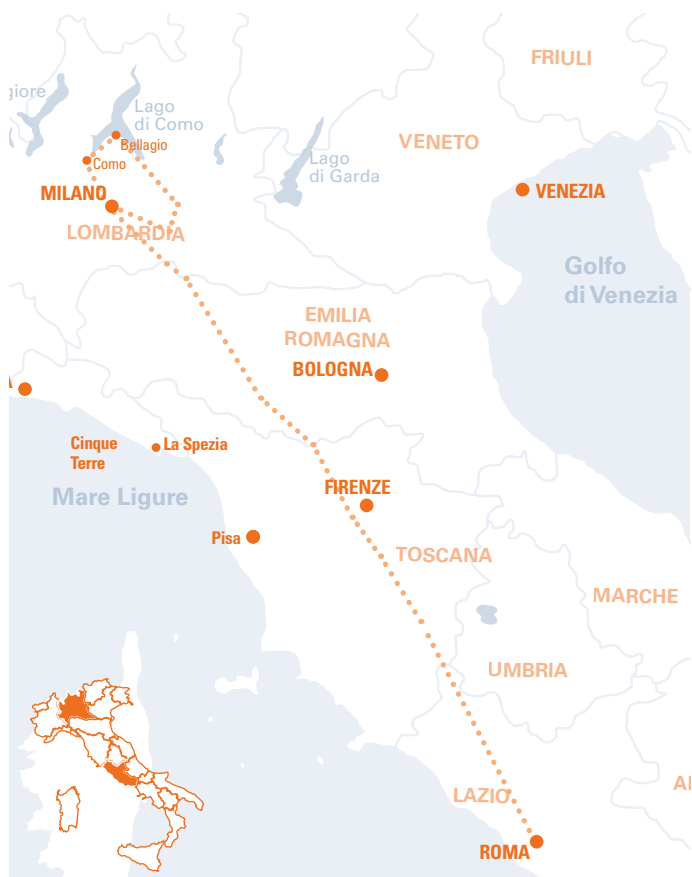 FRIULI
giore
Lago
di Como
Bellagio
VENETO
Como
Lago
di Garda
MILANO
VENEZIA
LOMBARDIA
Golfo
di Venezia
EMILIA
ROMAGNA
BOLOGNA
Cinque
Terre
La Spezia
Mare Ligure
FIRENZE
Pisa
TOSCANA
MARCHE
UMBRIA
LAZIO
ROMA